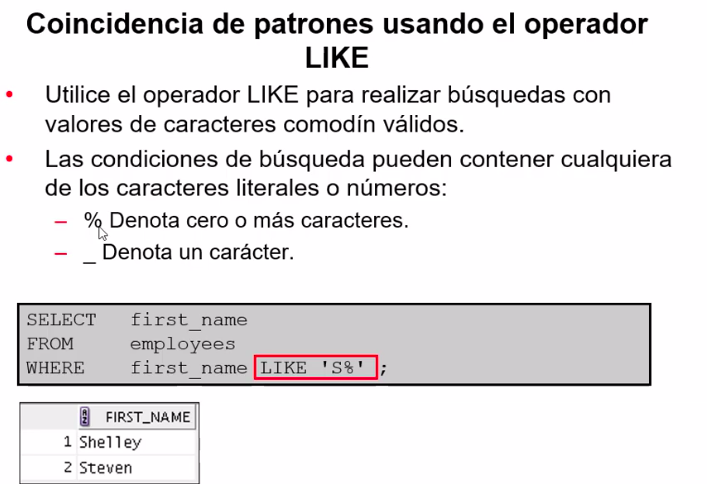 Coincidencia de patrones usando el operador
LIKE
• Utilice el operador LIKE para realizar búsquedas con
valores de caracteres comodín válidos.
• Las condiciones de búsqueda pueden contener cualquiera
de los caracteres literales o números:
– % Denota cero o más caracteres.
– _ Denota un carácter.
SELECT first_name
FROM employees
WHERE first_name LIKE 'S%' ;
AZ FIRST_NAME
1 Shelley
2 Steven